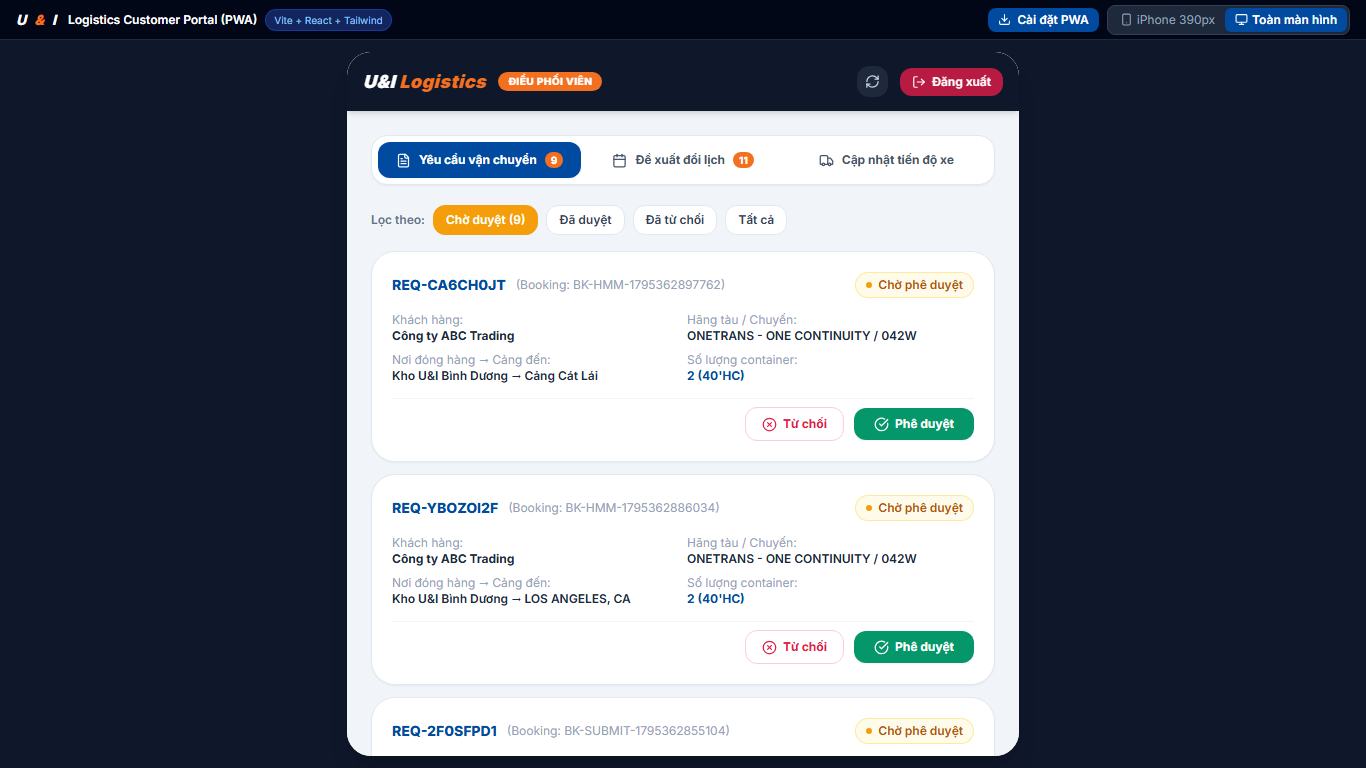 U & I Logistics Customer Portal (PWA) Vite + React + Tailwind Cài đặt PWA iPhone 390px Toàn màn hình
U&I Logistics ĐIỀU PHỐI VIÊN Đăng xuất
Yêu cầu vận chuyển 9 Đề xuất đổi lịch 11 Cập nhật tiến độ xe
Lọc theo: Chờ duyệt (9) Đã duyệt Đã từ chối Tất cả
REQ-CA6CH0JT (Booking: BK-HMM-1795362897762) Chờ phê duyệt
Khách hàng: Hãng tàu / Chuyến:
Công ty ABC Trading ONETRANS - ONE CONTINUITY / 042W
Nơi đóng hàng → Cảng đến: Số lượng container:
Kho U&I Bình Dương → Cảng Cát Lái 2 (40'HC)
Từ chối Phê duyệt
REQ-YBOZOI2F (Booking: BK-HMM-1795362886034) Chờ phê duyệt
Khách hàng: Hãng tàu / Chuyến:
Công ty ABC Trading ONETRANS - ONE CONTINUITY / 042W
Nơi đóng hàng → Cảng đến: Số lượng container:
Kho U&I Bình Dương → LOS ANGELES, CA 2 (40'HC)
Từ chối Phê duyệt
REQ-2F0SFPD1 (Booking: BK-SUBMIT-1795362855104) Chờ phê duyệt